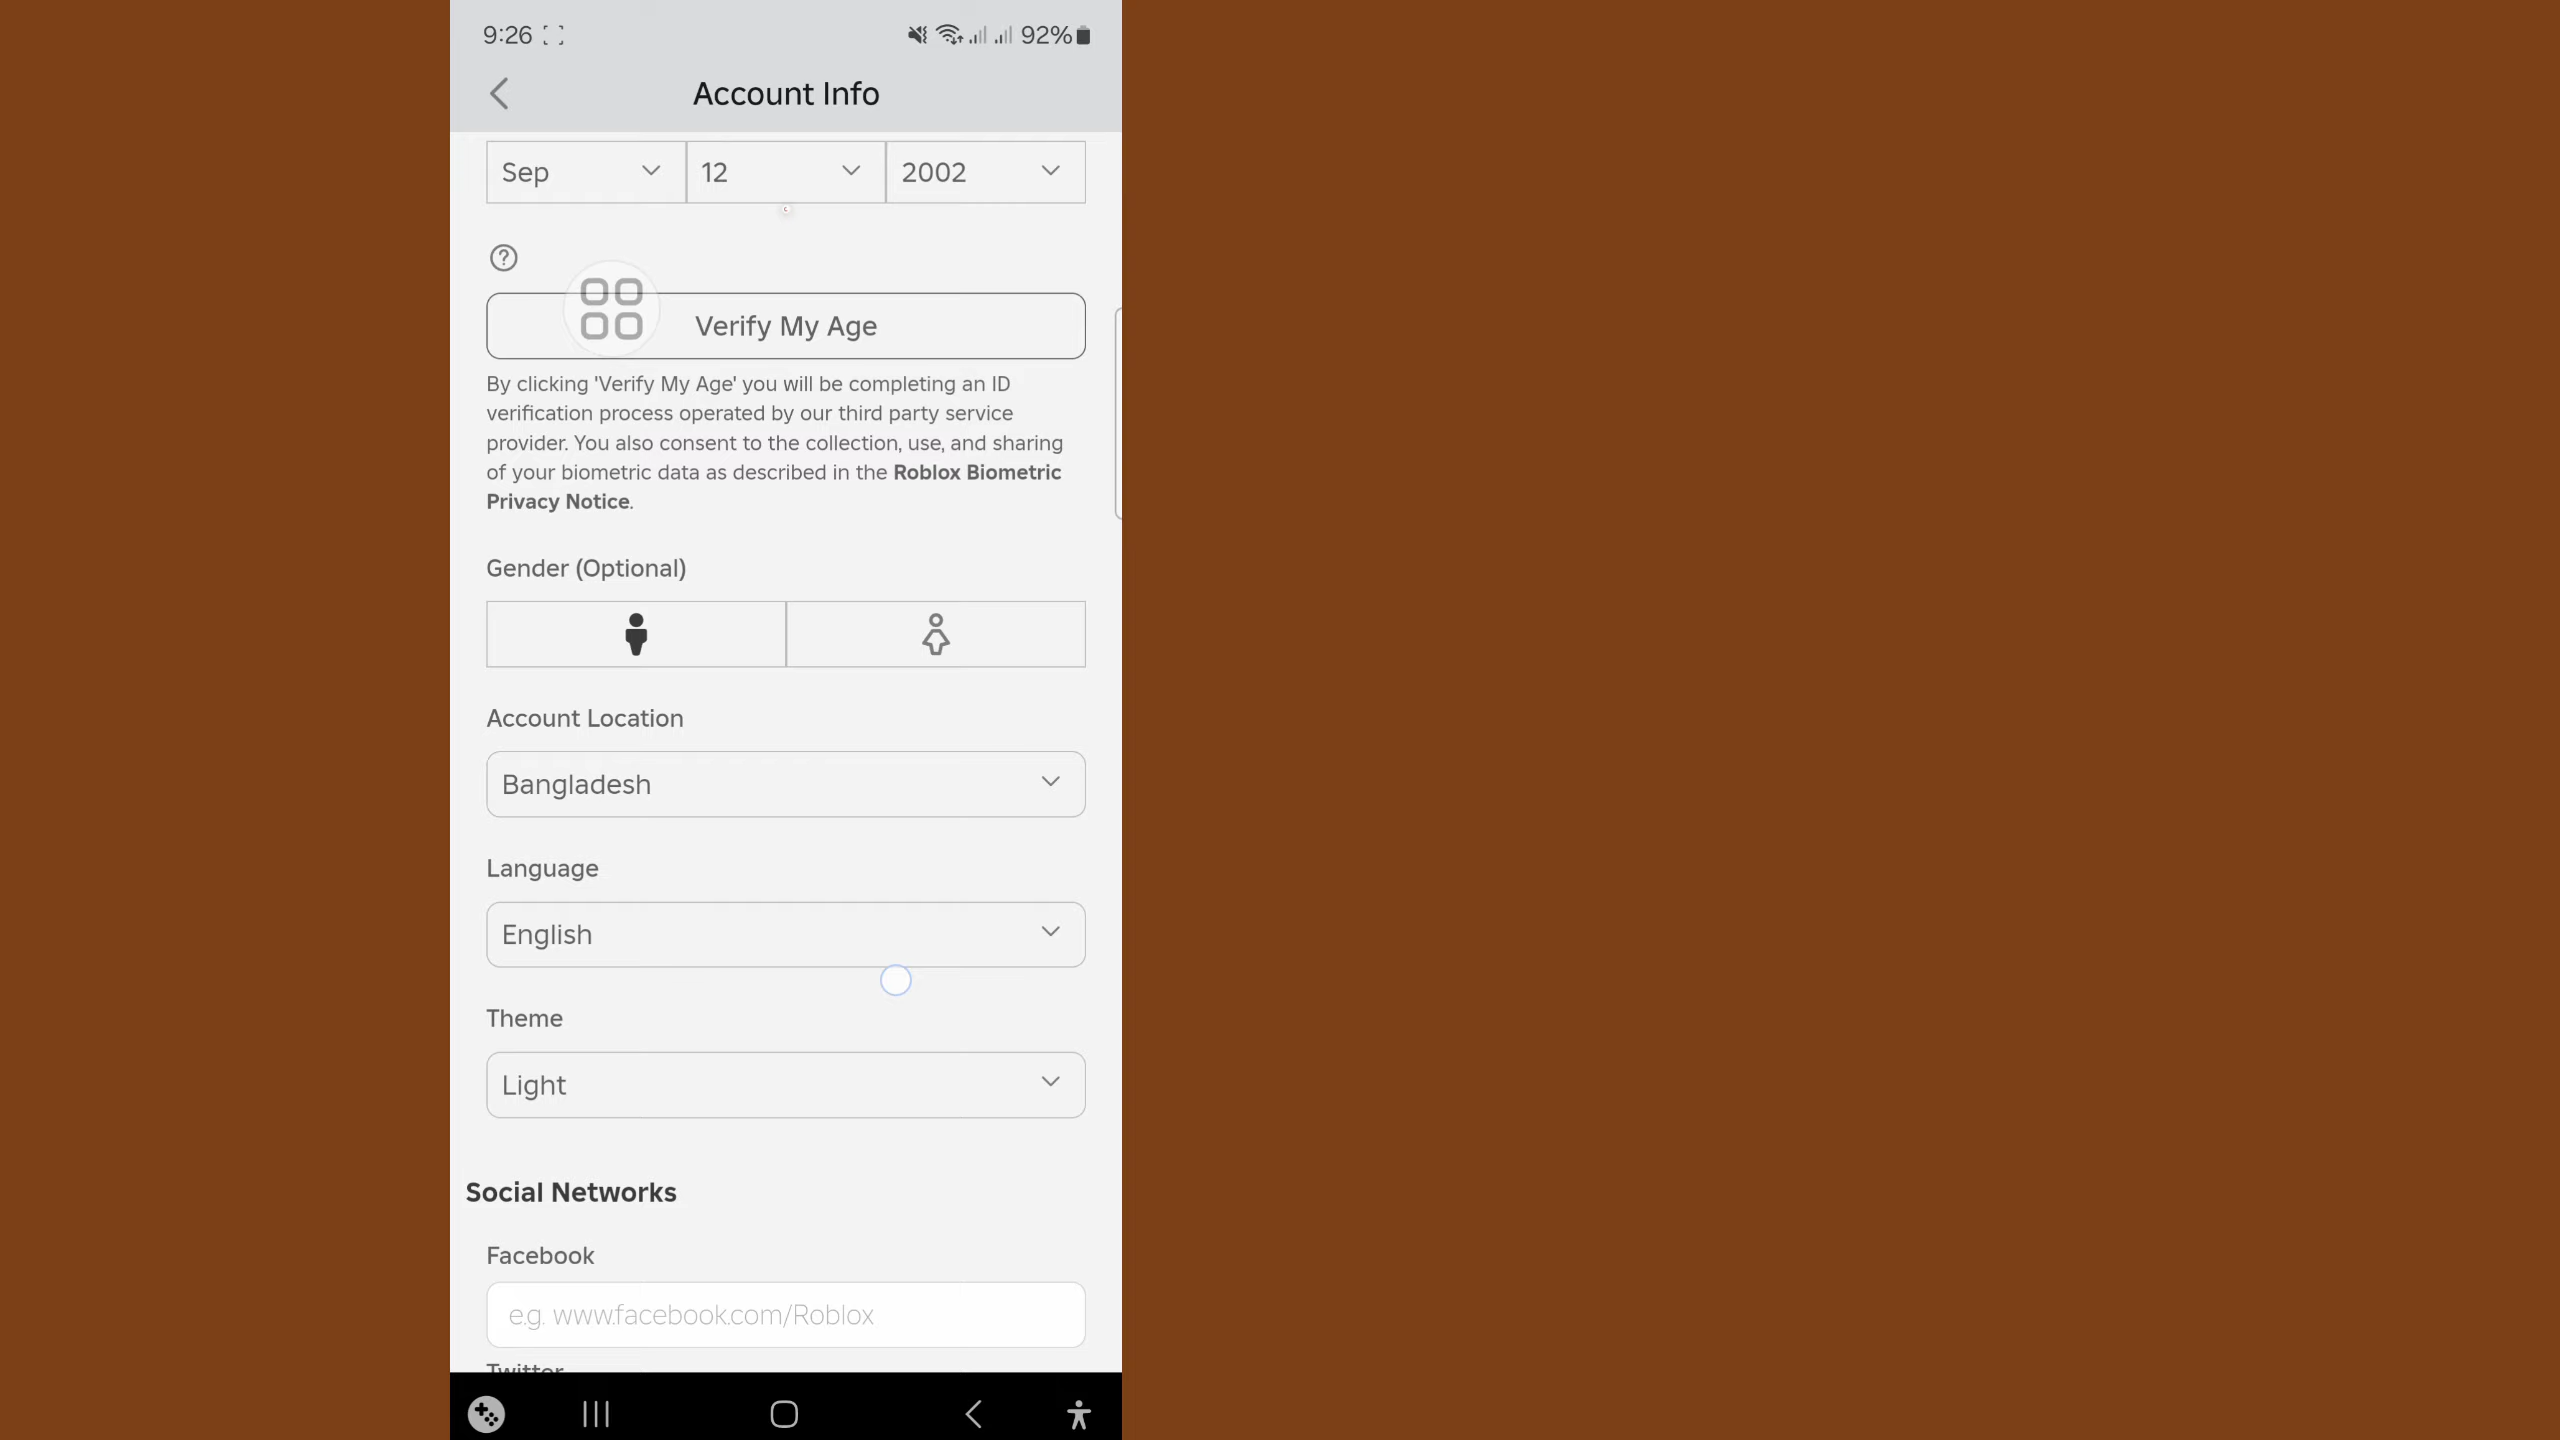 9:26
92%
Account Info
Sep 12 2002
Verify My Age
By clicking 'Verify My Age' you will be completing an ID
verification process operated by our third party service
provider. You also consent to the collection, use, and sharing
of your biometric data as described in the Roblox Biometric
Privacy Notice.
Gender (Optional)
Account Location
Bangladesh
Language
English
Theme
Light
Social Networks
Facebook
e.g. www.facebook.com/Roblox
Twitter